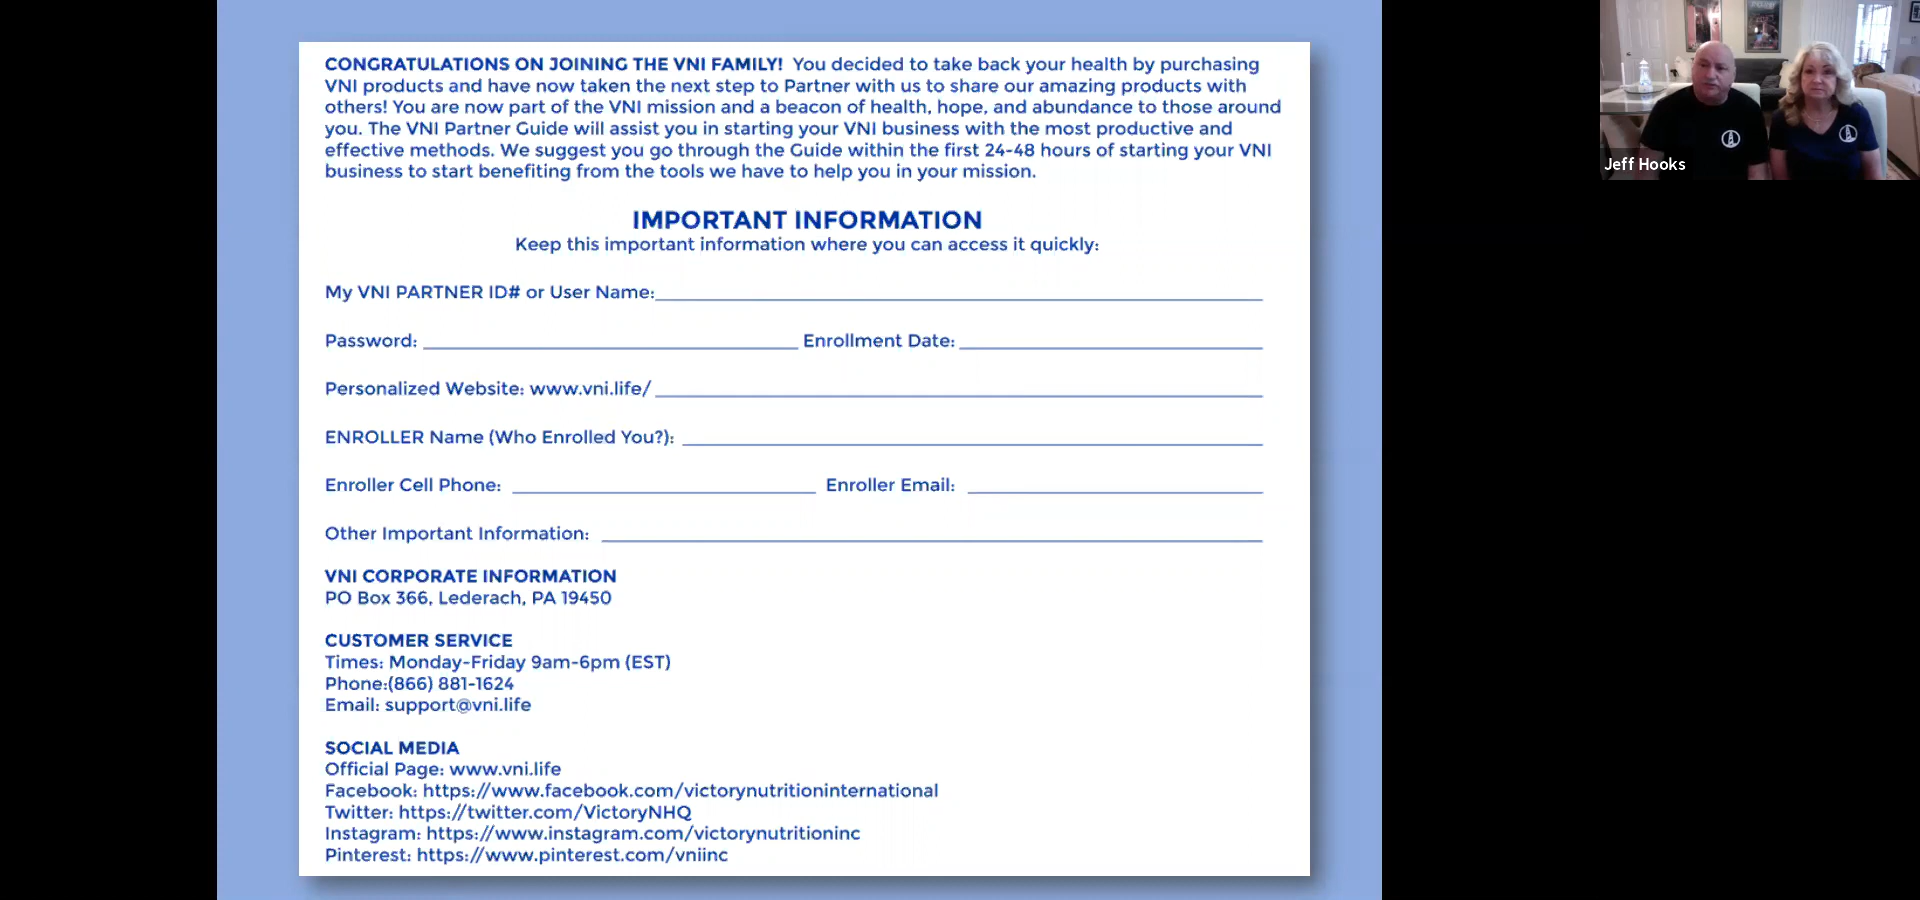 CONGRATULATIONS ON JOINING THE VNI FAMILY! You decided to take back your health by purchasing
VNI products and have now taken the next step to Partner with us to share our amazing products with
others! You are now part of the VNI mission and a beacon of health, hope, and abundance to those around
you. The VNI Partner Guide will assist you in starting your VNI business with the most productive and
effective methods. We suggest you go through the Guide within the first 24-48 hours of starting your VNI
business to start benefiting from the tools we have to help you in your mission.
IMPORTANT INFORMATION
Keep this important information where you can access it quickly:
My VNI PARTNER ID# or User Name:
Password: Enrollment Date:
Personalized Website: www.vni.life/
ENROLLER Name (Who Enrolled You?):
Enroller Cell Phone: Enroller Email:
Other Important Information:
VNI CORPORATE INFORMATION
PO Box 366, Lederach, PA 19450
CUSTOMER SERVICE
Times: Monday-Friday 9am-6pm (EST)
Phone:(866) 881-1624
Email: support@vni.life
SOCIAL MEDIA
Official Page: www.vni.life
Facebook: https://www.facebook.com/victorynutritioninternational
Twitter: https://twitter.com/VictoryNHQ
Instagram: https://www.instagram.com/victorynutritioninc
Pinterest: https://www.pinterest.com/vniinc
Jeff Hooks